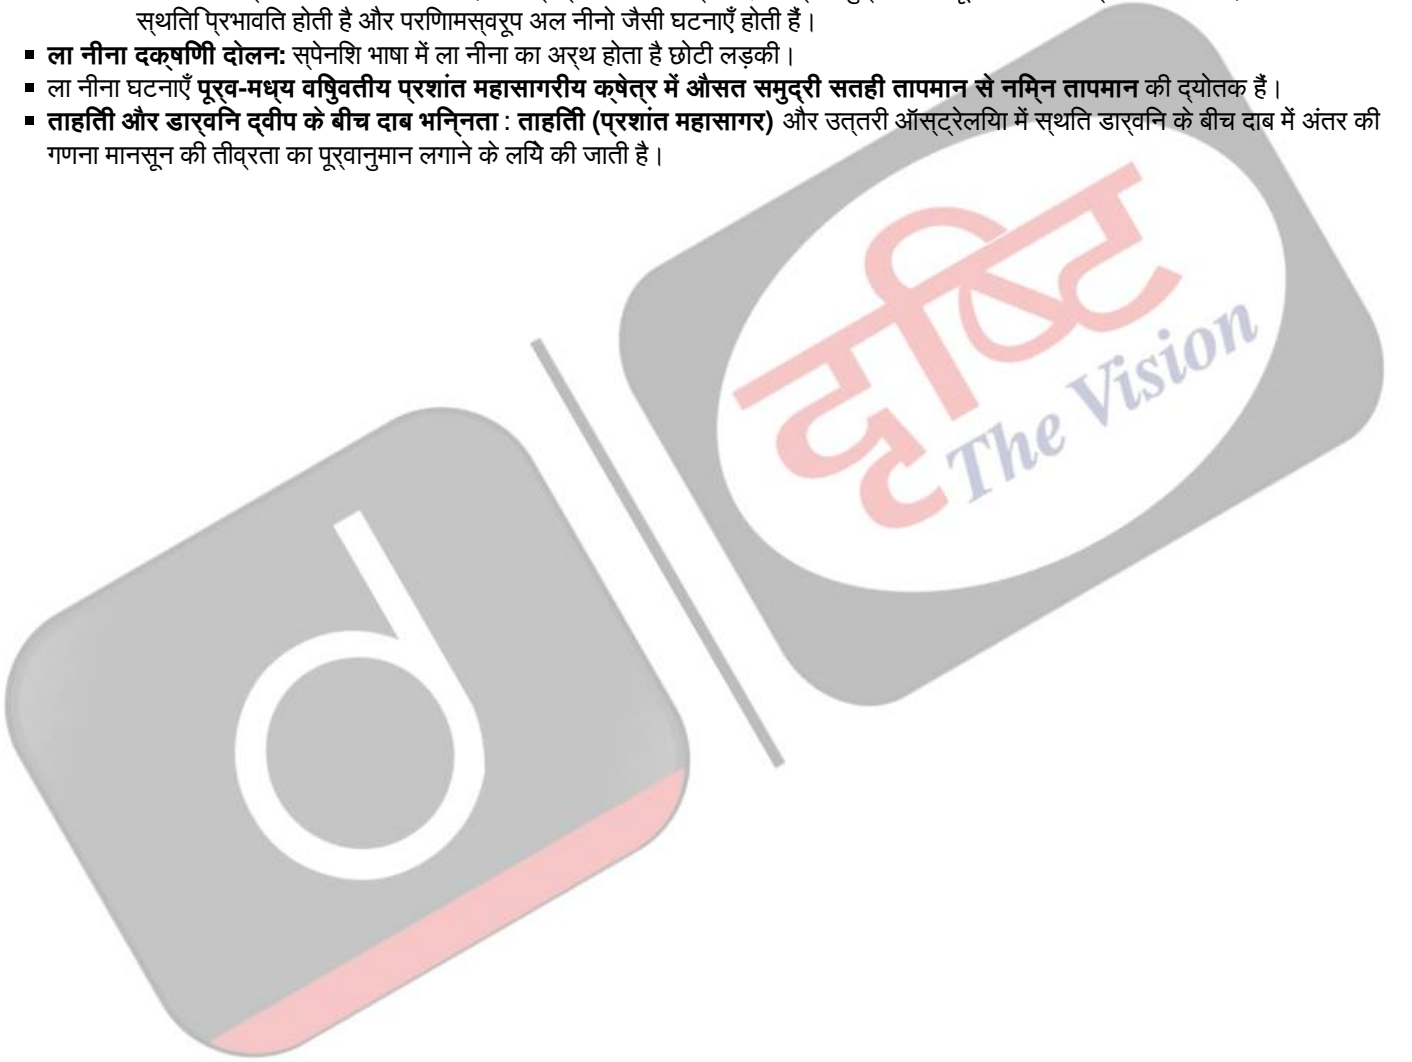 स्थिति प्रभावित होती है और परिणामस्वरूप अल नीनो जैसी घटनाएँ होती हैं।
▪ ला नीना दक्षिणी दोलन: स्पेनिश भाषा में ला नीना का अर्थ होता है छोटी लड़की।
▪ ला नीना घटनाएँ पूर्व-मध्य विषुवतीय प्रशांत महासागरीय क्षेत्र में औसत समुद्री सतही तापमान से निम्न तापमान की द्योतक हैं।
▪ ताहिती और डार्विन द्वीप के बीच दाब भिन्नता : ताहिती (प्रशांत महासागर) और उत्तरी ऑस्ट्रेलिया में स्थित डार्विन के बीच दाब में अंतर की
गणना मानसून की तीव्रता का पूर्वानुमान लगाने के लिये की जाती है।
दृष्टि
The Vision
d